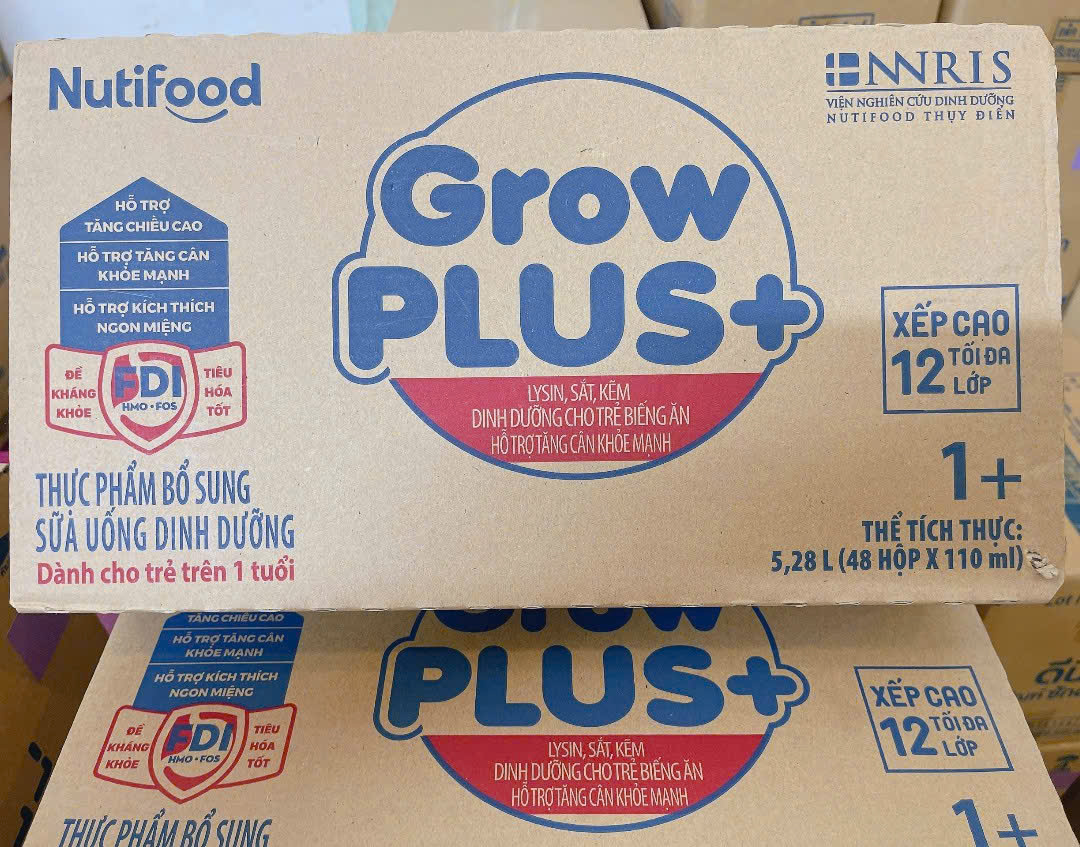 Nutifood
NNRIS
VIỆN NGHIÊN CỨU DINH DƯỠNG
NUTIFOOD THỤY ĐIỂN
Grow
PLUS+
LYSIN, SẮT, KẼM
DINH DƯỠNG CHO TRẺ BIẾNG ĂN
HỖ TRỢ TĂNG CÂN KHỎE MẠNH
HỖ TRỢ
TĂNG CHIỀU CAO
HỖ TRỢ TĂNG CÂN
KHỎE MẠNH
HỖ TRỢ KÍCH THÍCH
NGON MIỆNG
ĐỀ
KHÁNG
KHỎE
FDI
HMO • FOS
TIÊU
HÓA
TỐT
THỰC PHẨM BỔ SUNG
SỮA UỐNG DINH DƯỠNG
Dành cho trẻ trên 1 tuổi
XẾP CAO
12 TỐI ĐA
LỚP
1+
THỂ TÍCH THỰC:
5,28 L (48 HỘP X 110 ml)
TĂNG CHIỀU CAO
HỖ TRỢ TĂNG CÂN
KHỎE MẠNH
HỖ TRỢ KÍCH THÍCH
NGON MIỆNG
ĐỀ
KHÁNG
KHỎE
FDI
HMO • FOS
TIÊU
HÓA
TỐT
THỰC PHẨM BỔ SUNG
Grow
PLUS+
LYSIN, SẮT, KẼM
DINH DƯỠNG CHO TRẺ BIẾNG ĂN
HỖ TRỢ TĂNG CÂN KHỎE MẠNH
XẾP CAO
12 TỐI ĐA
LỚP
1+